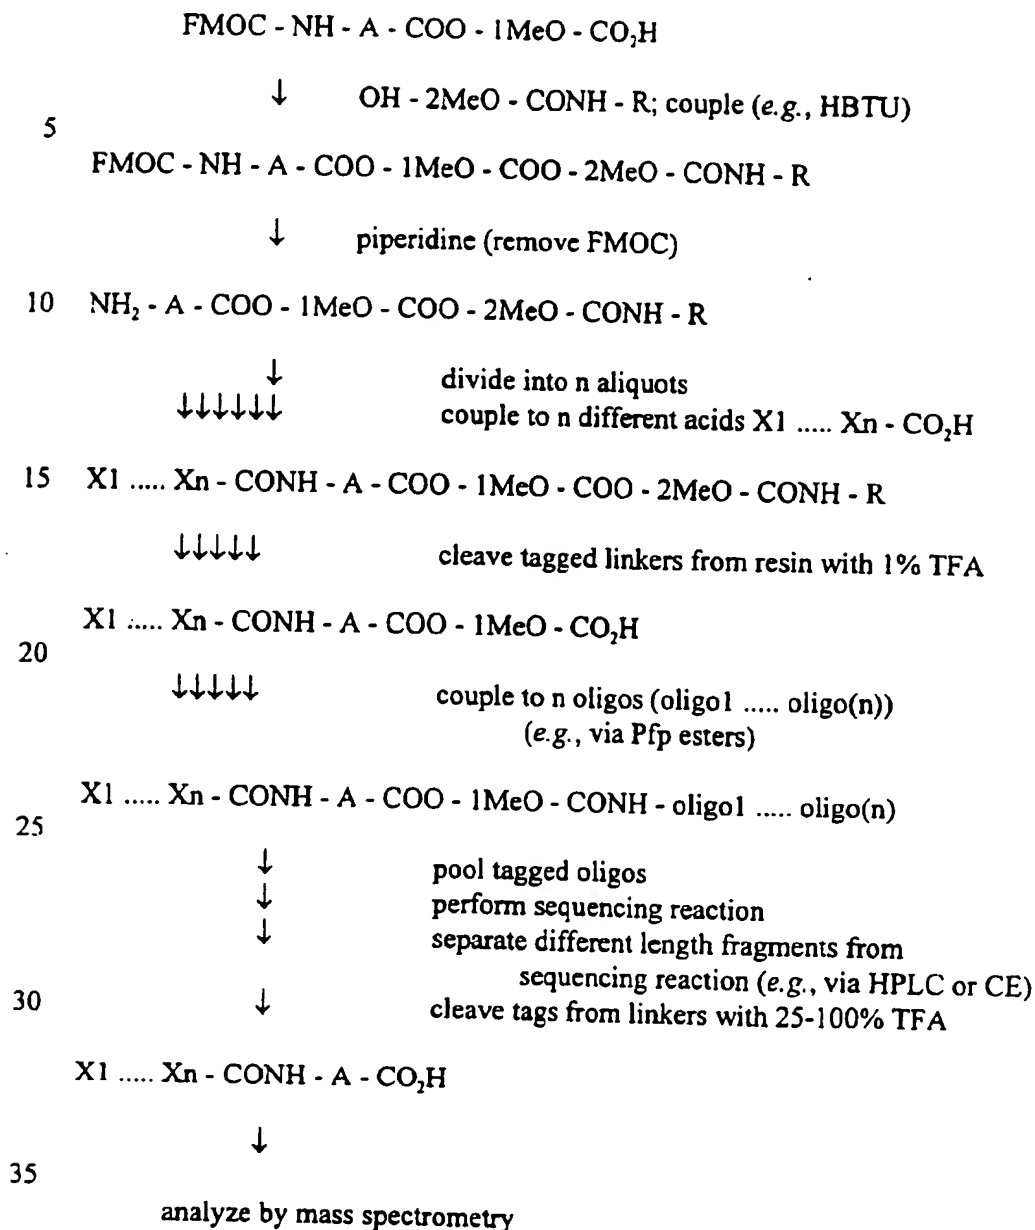 FMOC - NH - A - COO - 1MeO - CO₂H
↓ OH - 2MeO - CONH - R; couple (e.g., HBTU)
5
FMOC - NH - A - COO - 1MeO - COO - 2MeO - CONH - R
↓ piperidine (remove FMOC)
10 NH₂ - A - COO - 1MeO - COO - 2MeO - CONH - R
↓ divide into n aliquots
↓↓↓↓↓↓ couple to n different acids X1 ..... Xn - CO₂H
15 X1 ..... Xn - CONH - A - COO - 1MeO - COO - 2MeO - CONH - R
↓↓↓↓↓ cleave tagged linkers from resin with 1% TFA
X1 ..... Xn - CONH - A - COO - 1MeO - CO₂H
20
↓↓↓↓↓ couple to n oligos (oligo1 ..... oligo(n))
(e.g., via Pfp esters)
X1 ..... Xn - CONH - A - COO - 1MeO - CONH - oligo1 ..... oligo(n)
25
↓ pool tagged oligos
↓ perform sequencing reaction
↓ separate different length fragments from
sequencing reaction (e.g., via HPLC or CE)
30 ↓ cleave tags from linkers with 25-100% TFA
X1 ..... Xn - CONH - A - CO₂H
↓
35
analyze by mass spectrometry